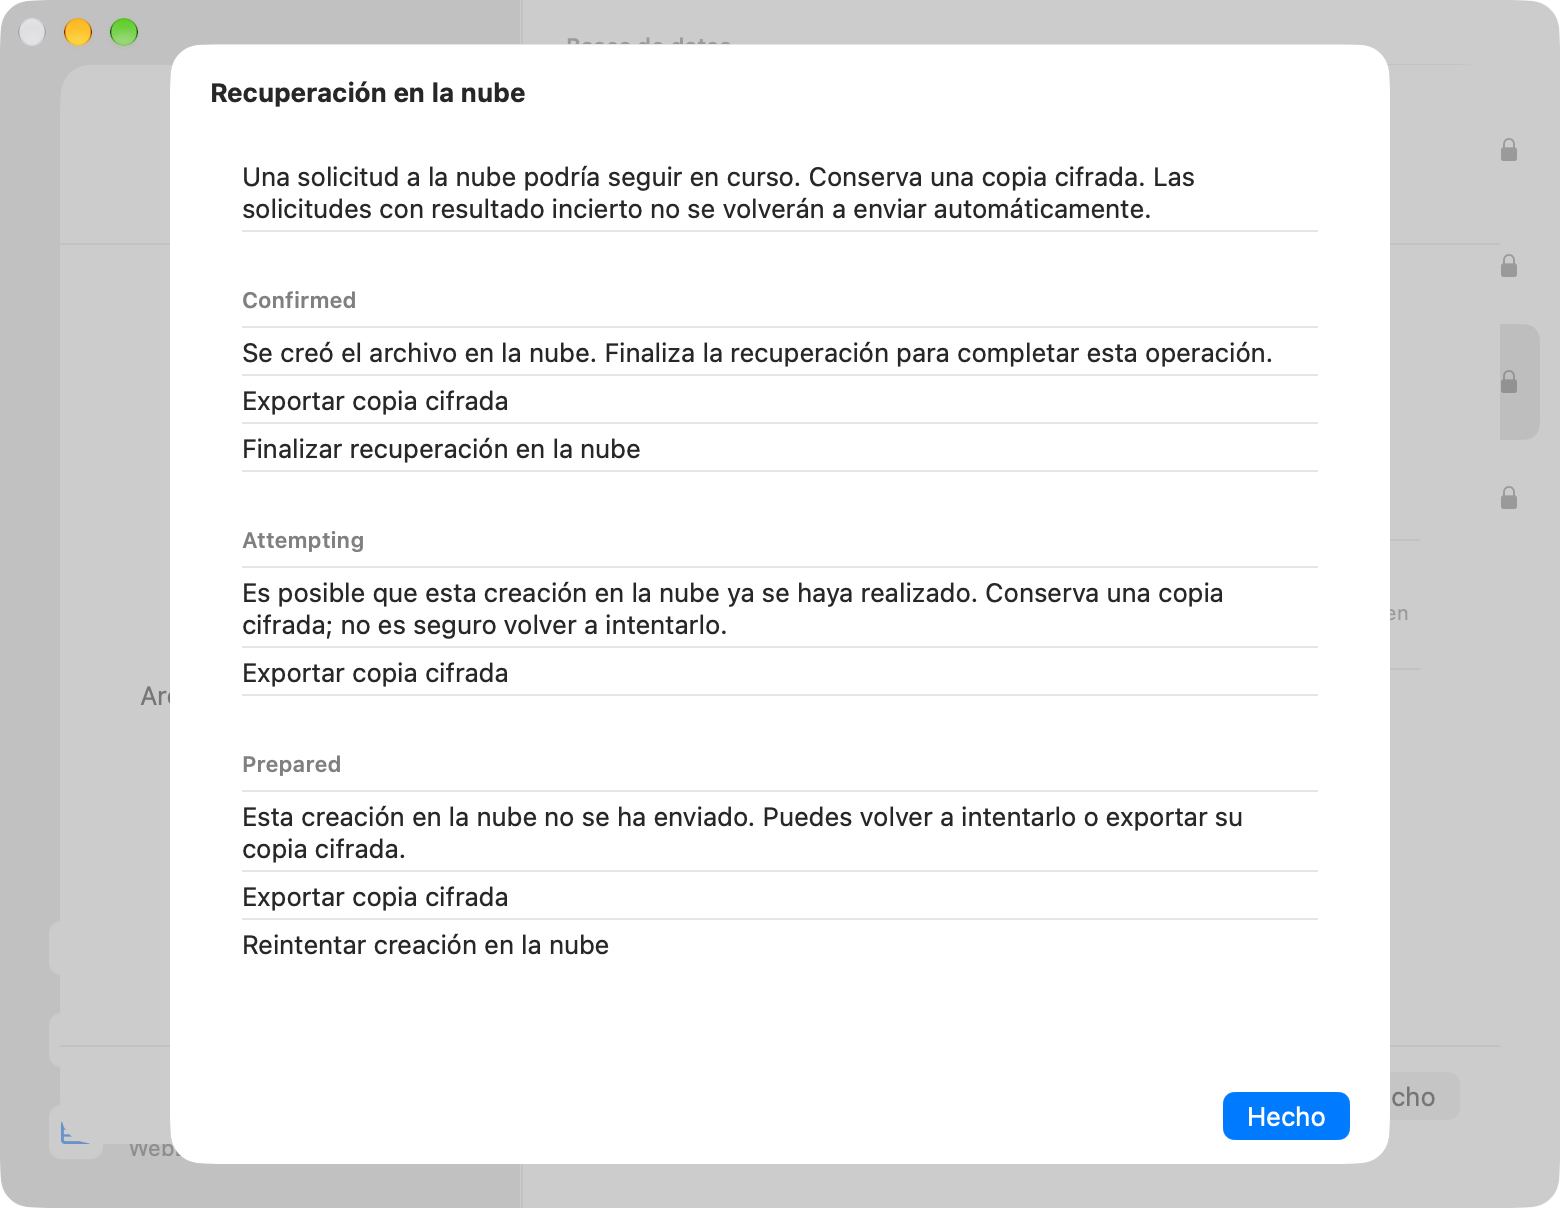 Recuperación en la nube
Una solicitud a la nube podría seguir en curso. Conserva una copia cifrada. Las
solicitudes con resultado incierto no se volverán a enviar automáticamente.
Confirmed
Se creó el archivo en la nube. Finaliza la recuperación para completar esta operación.
Exportar copia cifrada
Finalizar recuperación en la nube
Attempting
Es posible que esta creación en la nube ya se haya realizado. Conserva una copia
cifrada; no es seguro volver a intentarlo.
Exportar copia cifrada
Prepared
Esta creación en la nube no se ha enviado. Puedes volver a intentarlo o exportar su
copia cifrada.
Exportar copia cifrada
Reintentar creación en la nube
Hecho